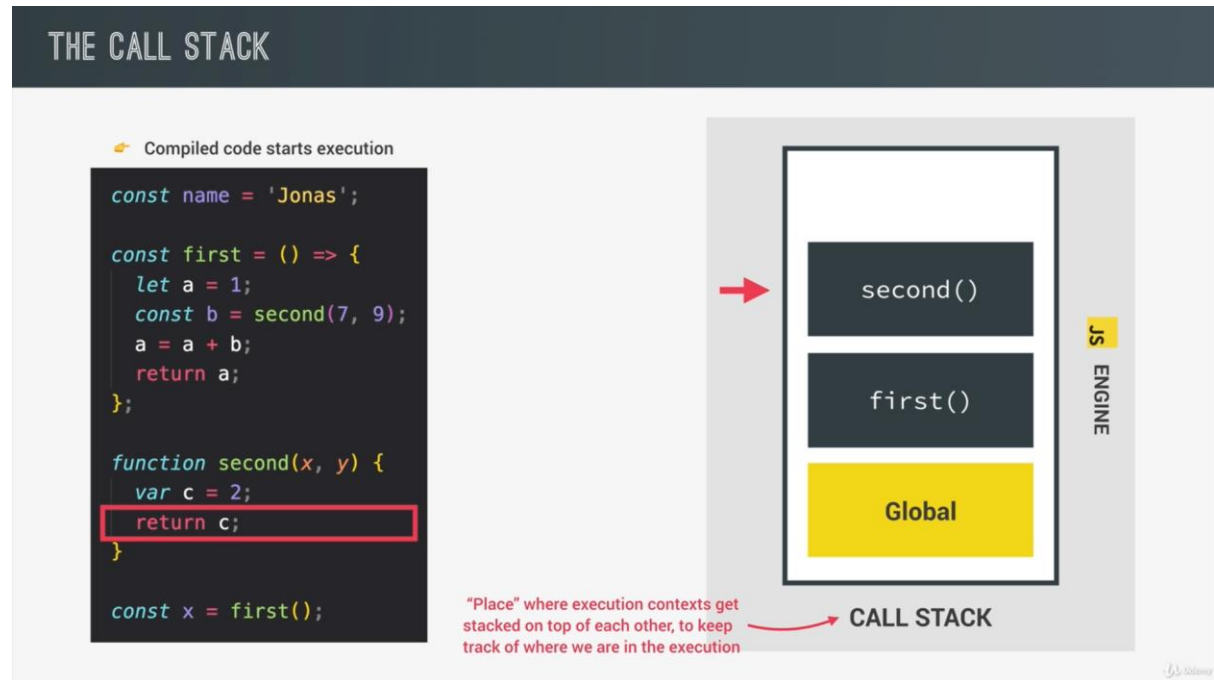 THE CALL STACK
👉 Compiled code starts execution
const name = 'Jonas';
const first = () => {
let a = 1;
const b = second(7, 9);
a = a + b;
return a;
};
function second(x, y) {
var c = 2;
return c;
}
const x = first();
second()
first()
Global
JS ENGINE
CALL STACK
"Place" where execution contexts get
stacked on top of each other, to keep
track of where we are in the execution
Udemy